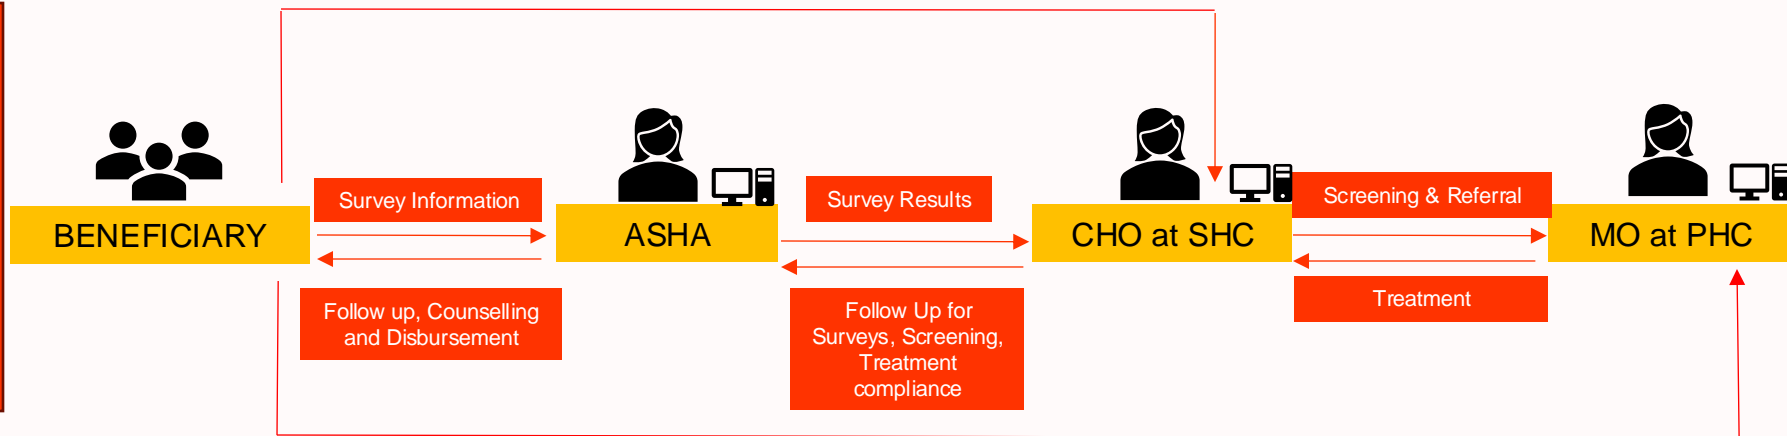 Survey Information
Survey Results
Screening & Referral
BENEFICIARY
ASHA
CHO at SHC
MO at PHC
Follow up, Counselling
and Disbursement
Follow Up for
Surveys, Screening,
Treatment
compliance
Treatment